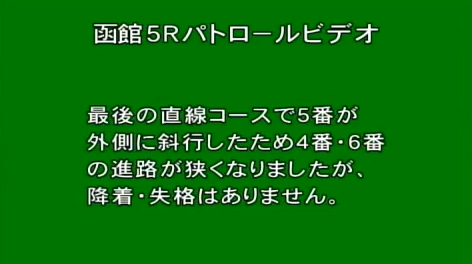 函館5Rパトロールビデオ
最後の直線コースで5番が
外側に斜行したため4番・6番
の進路が狭くなりましたが、
降着・失格はありません。